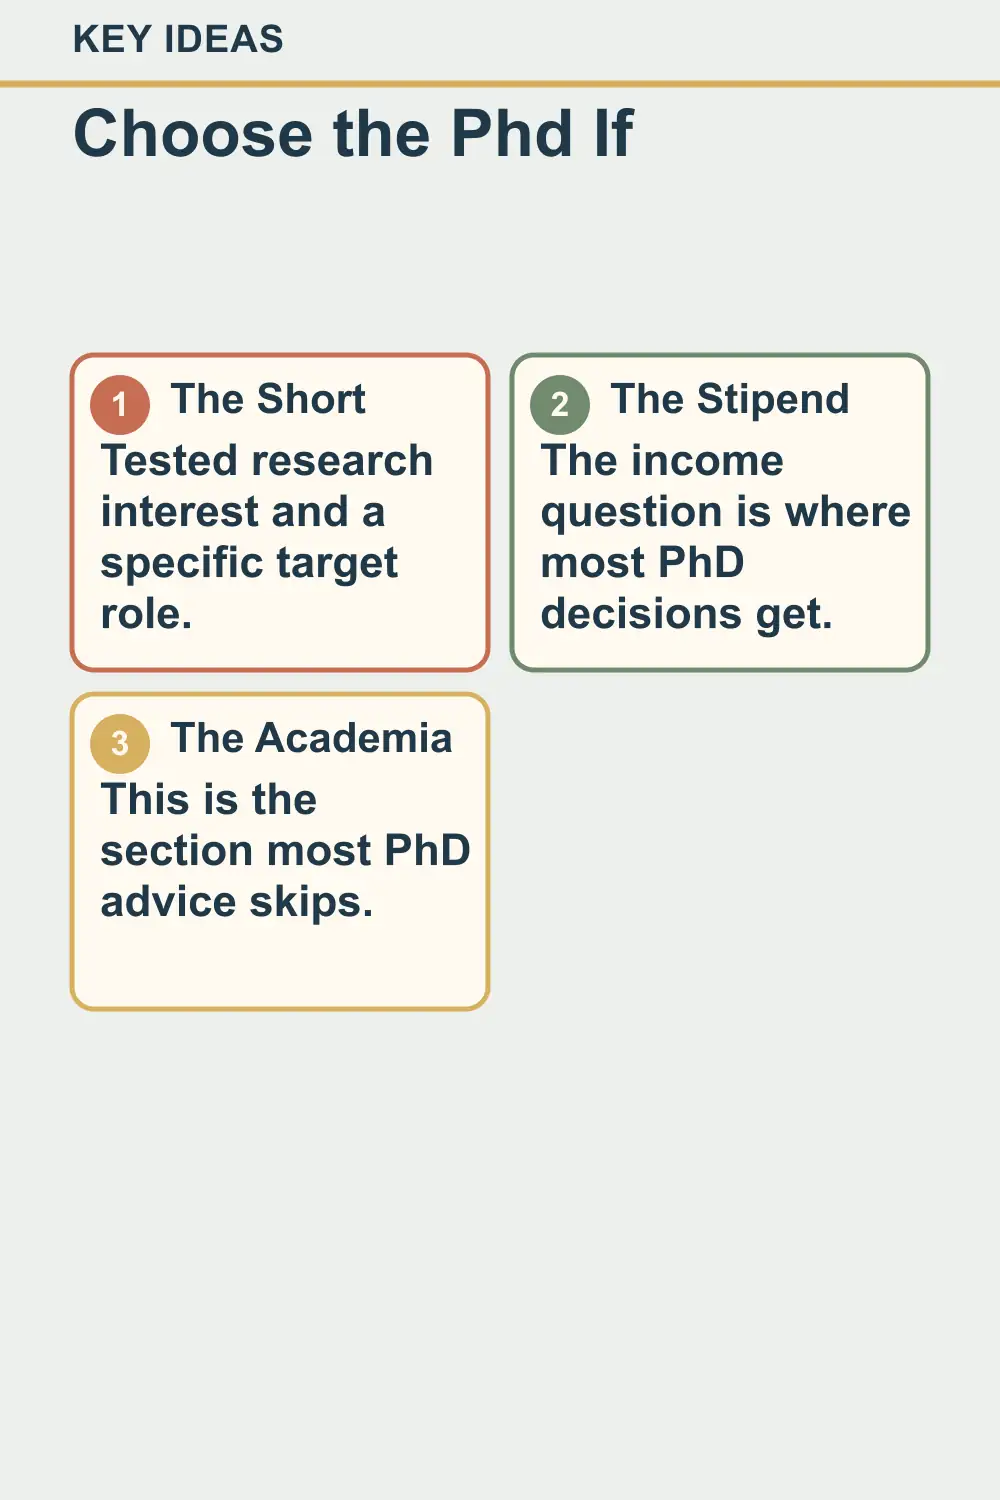 KEY IDEAS
Choose the Phd If
1 The Short
Tested research
interest and a
specific target
role.
2 The Stipend
The income
question is where
most PhD
decisions get.
3 The Academia
This is the
section most PhD
advice skips.